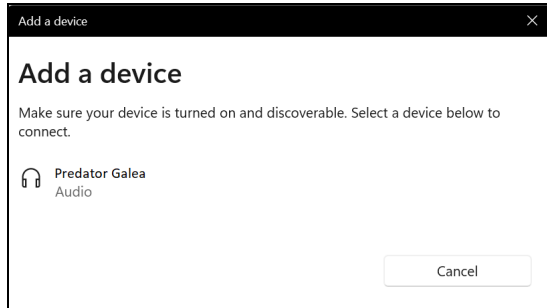 Add a device
Add a device
Make sure your device is turned on and discoverable. Select a device below to
connect.
Predator Galea
Audio
Cancel